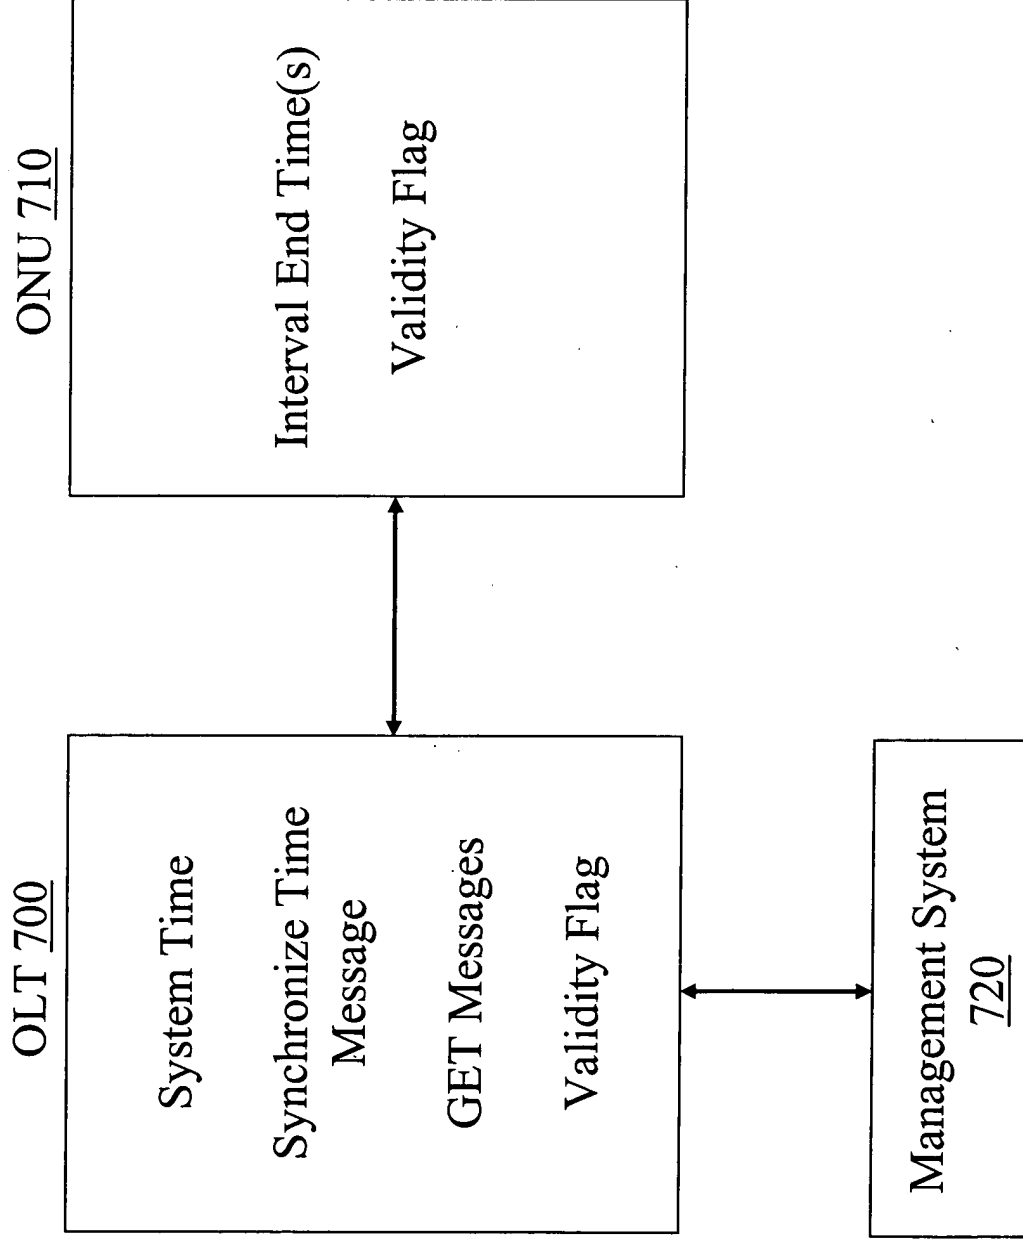 OLT 700
System Time
Synchronize Time
Message
GET Messages
Validity Flag
ONU 710
Interval End Time(s)
Validity Flag
Management System
720